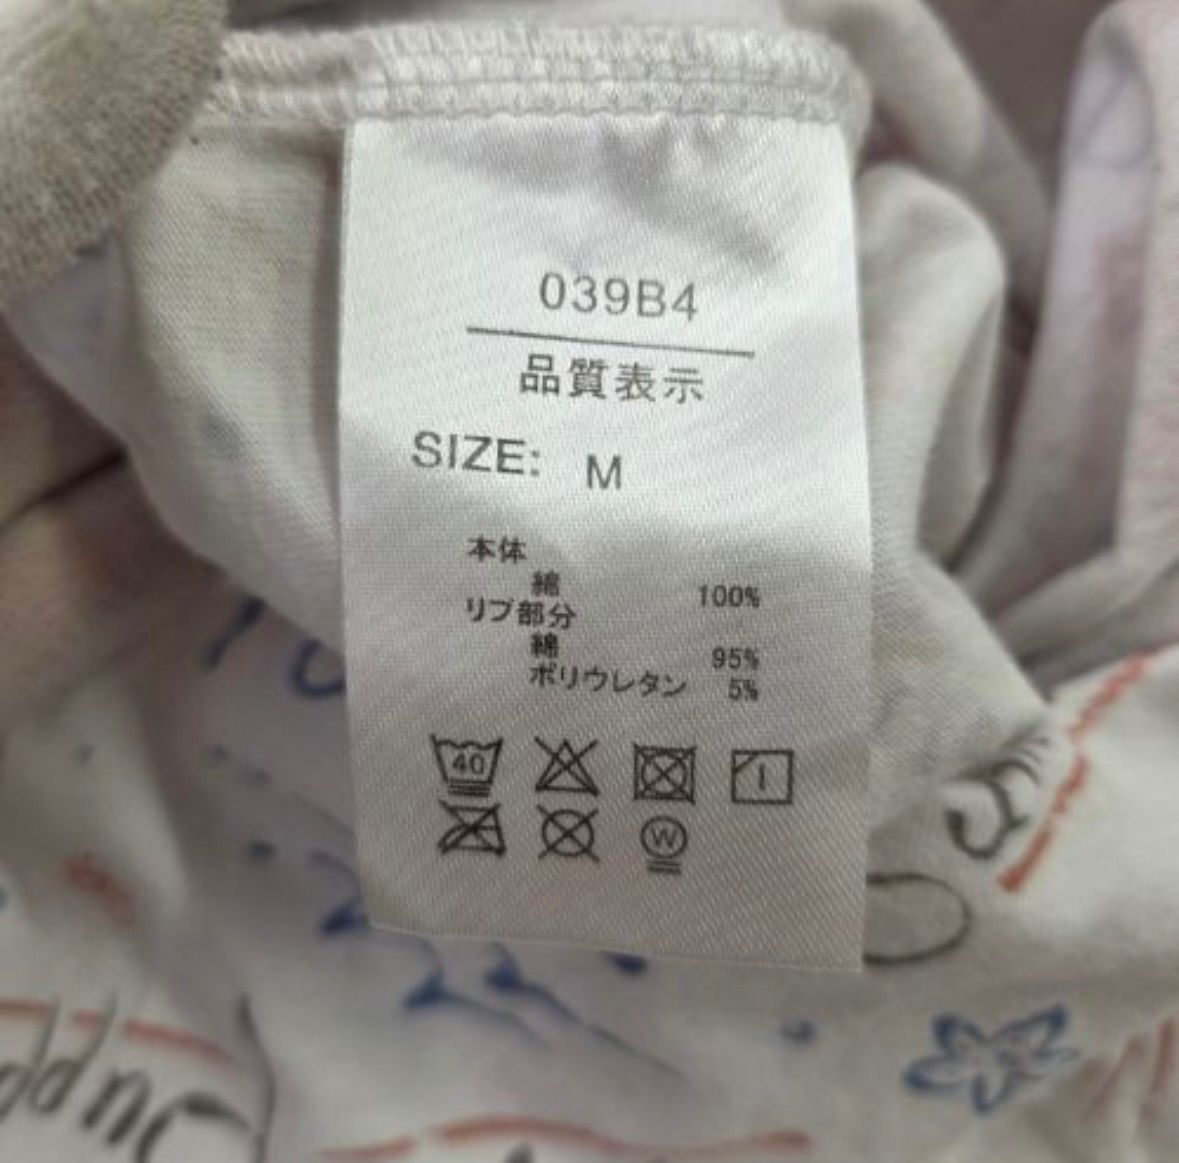 039B4
品質表示
SIZE: M
本体
綿 100%
リブ部分
綿 95%
ポリウレタン 5%
40
W